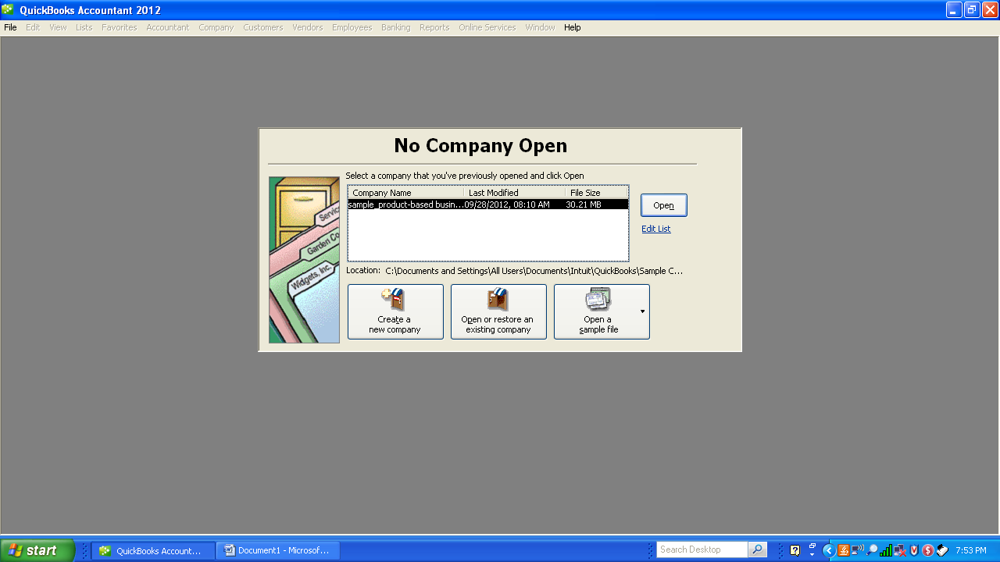 QuickBooks Accountant 2012
File Edit View Lists Favorites Accountant Company Customers Vendors Employees Banking Reports Online Services Window Help
No Company Open
Select a company that you've previously opened and click Open
Company Name Last Modified File Size
sample_product-based busin... 09/28/2012, 08:10 AM 30.21 MB
Open
Edit List
Location: C:\Documents and Settings\All Users\Documents\Intuit\QuickBooks\Sample C...
Servic
Garden Co
Widgets, Inc.
Create a
new company
Open or restore an
existing company
Open a
sample file
start
QuickBooks Account...
Document1 - Microsof...
Search Desktop
7:53 PM